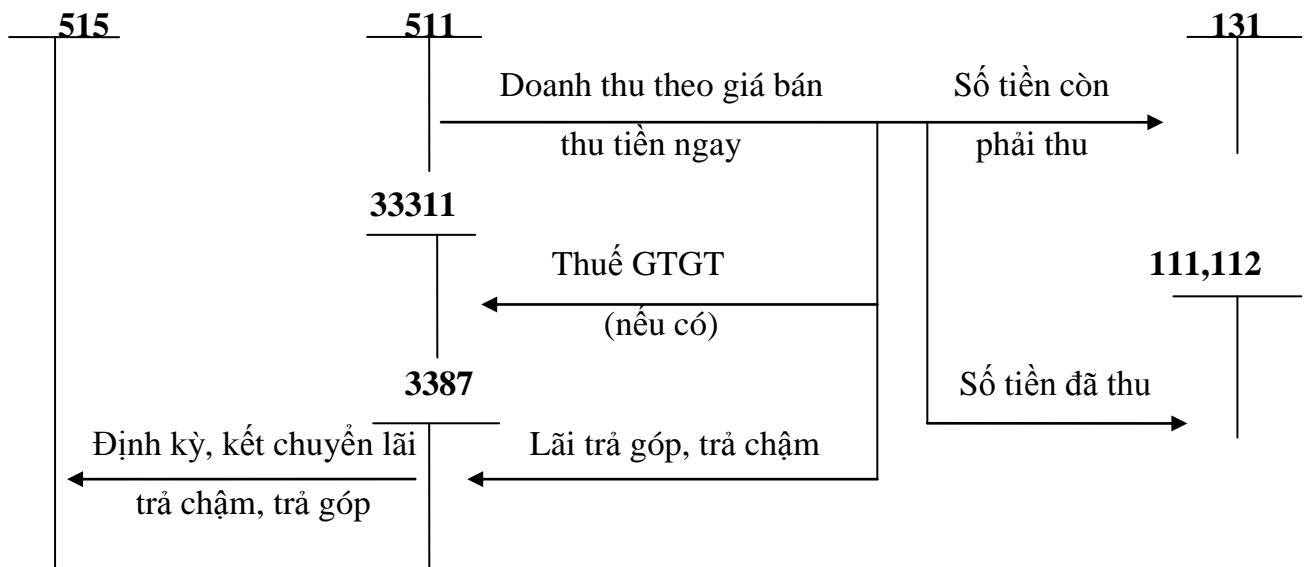 515 511 131
Doanh thu theo giá bán Số tiền còn
thu tiền ngay phải thu
33311
Thuế GTGT 111,112
(nếu có)
3387 Số tiền đã thu
Định kỳ, kết chuyển lãi Lãi trả góp, trả chậm
trả chậm, trả góp